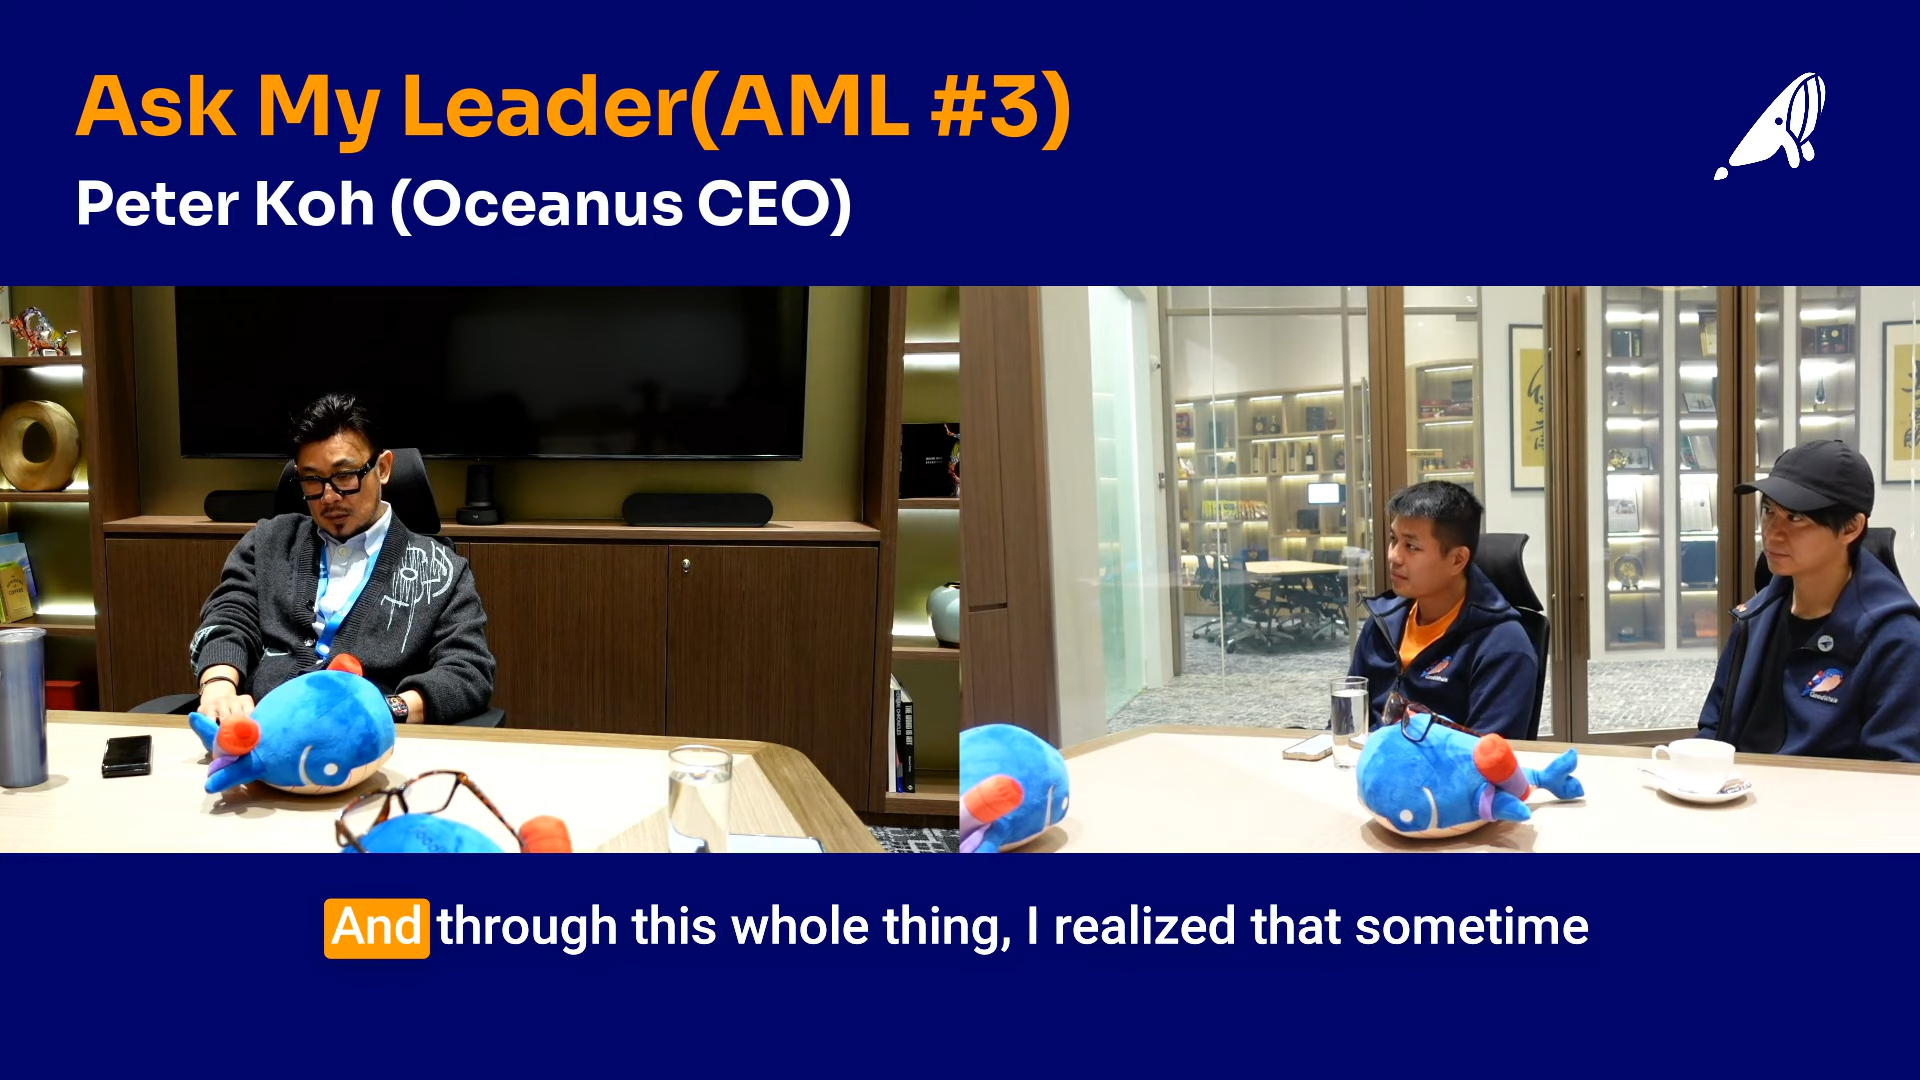 Ask My Leader(AML #3)
Peter Koh (Oceanus CEO)
And through this whole thing, I realized that sometime